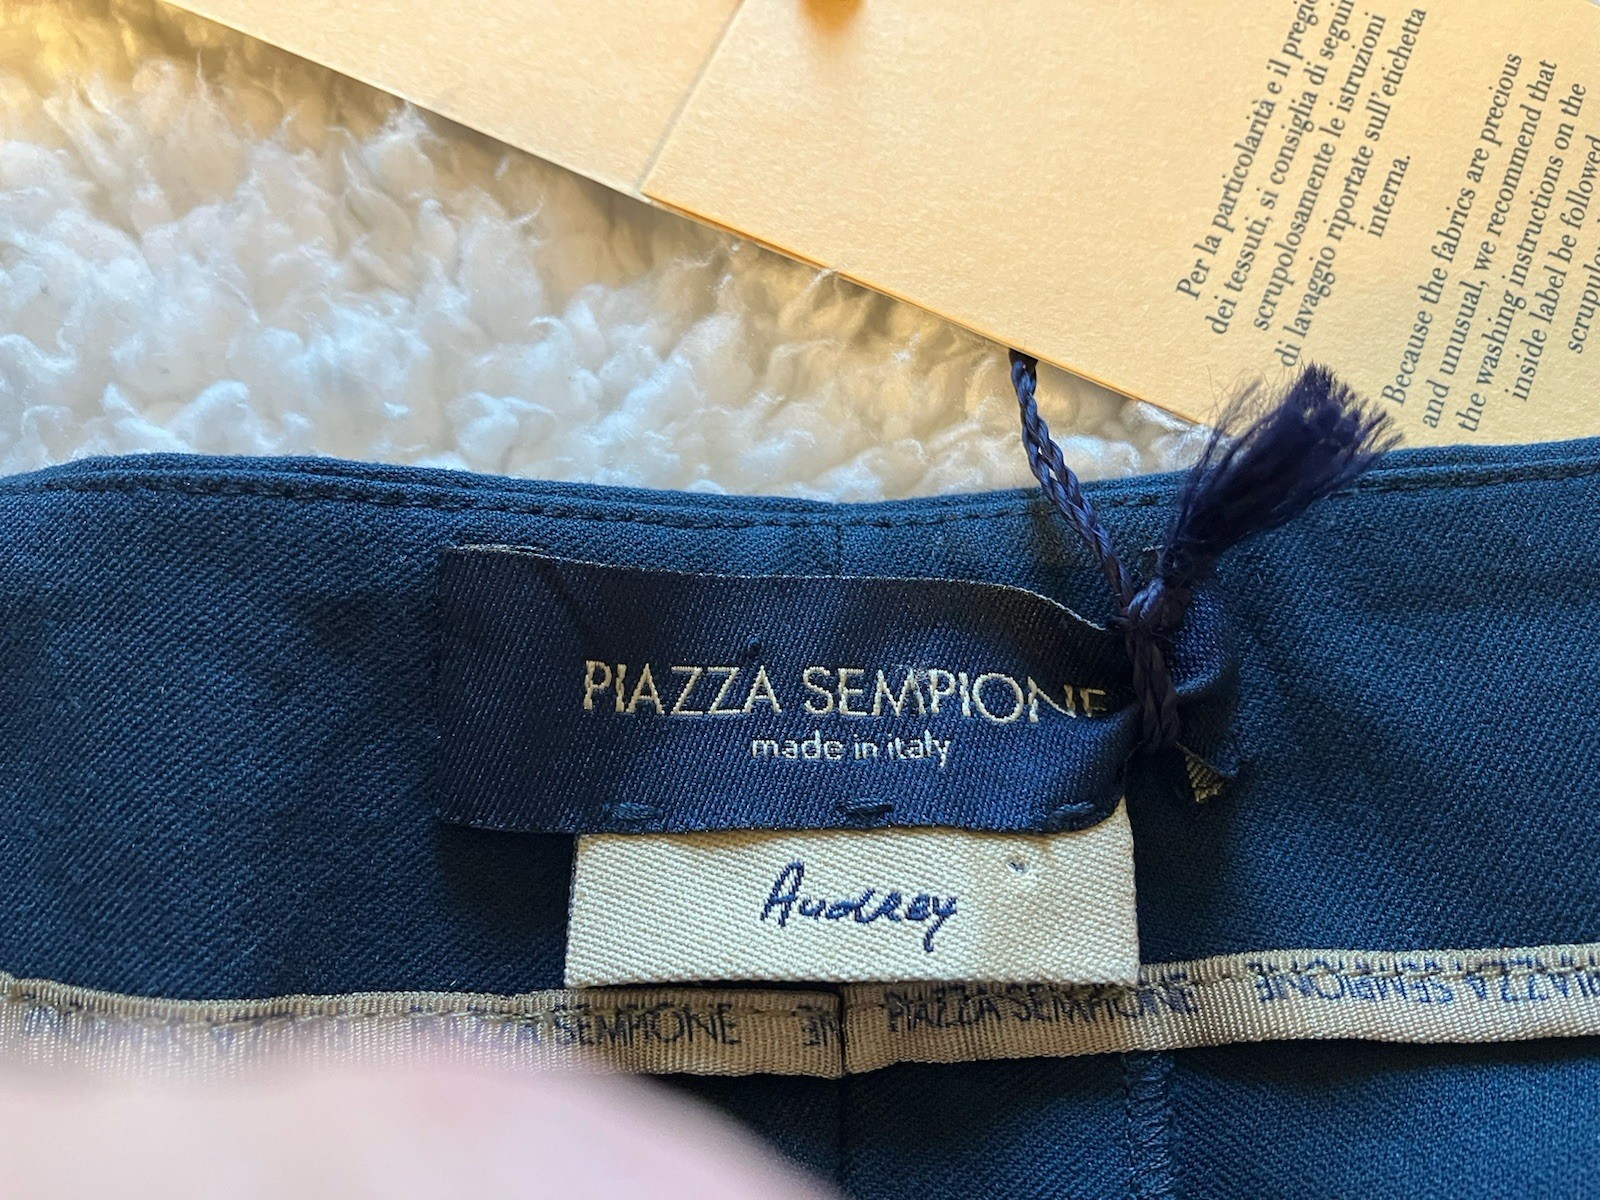 Per la particolarità e il pregio
dei tessuti, si consiglia di seguir
scrupolosamente le istruzioni
di lavaggio riportate sull'etichetta
interna.
Because the fabrics are precious
and unusual, we recommend that
the washing instructions on the
inside label be followed
PIAZZA SEMPIONE
made in italy
Audrey
SEMPIONE PIAZZA SEMPIONE PIAZZA SEMPIONE